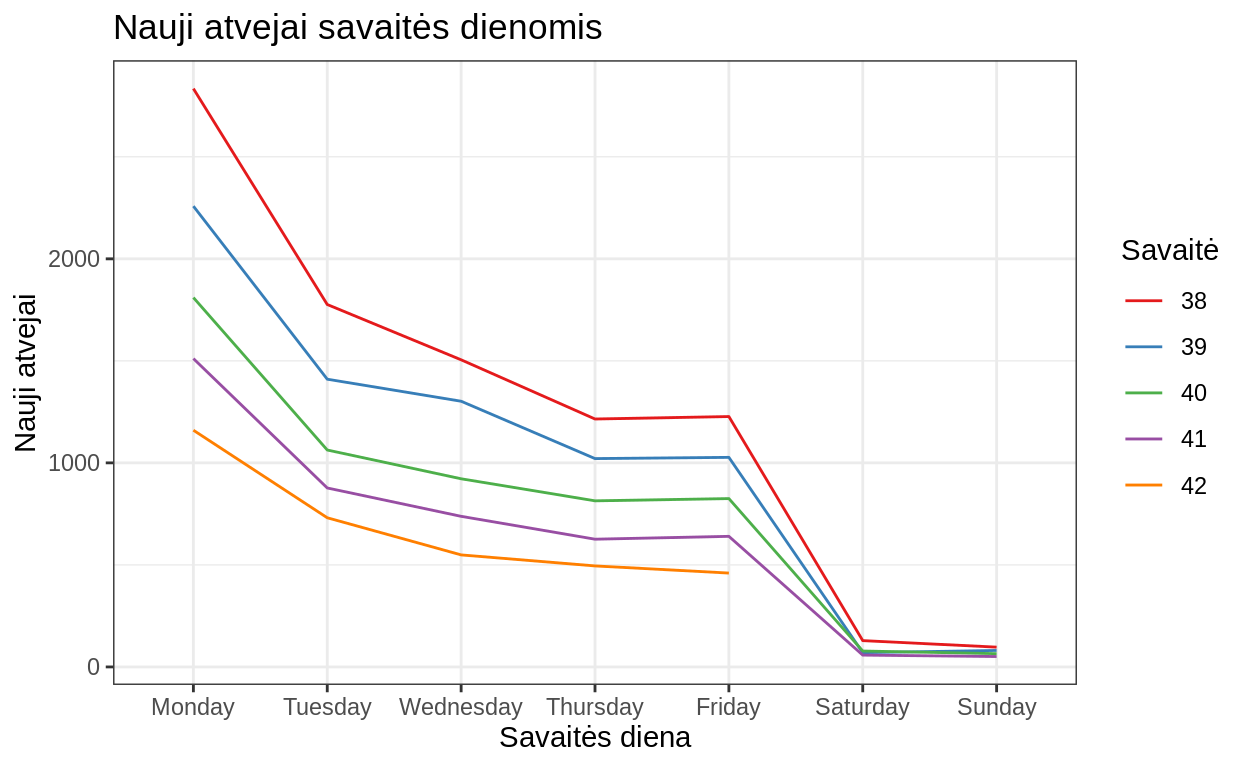 Nauji atvejai savaitės dienomis
Nauji atvejai
2000
1000
0
Monday Tuesday Wednesday Thursday Friday Saturday Sunday
Savaitės diena
Savaitė
38
39
40
41
42